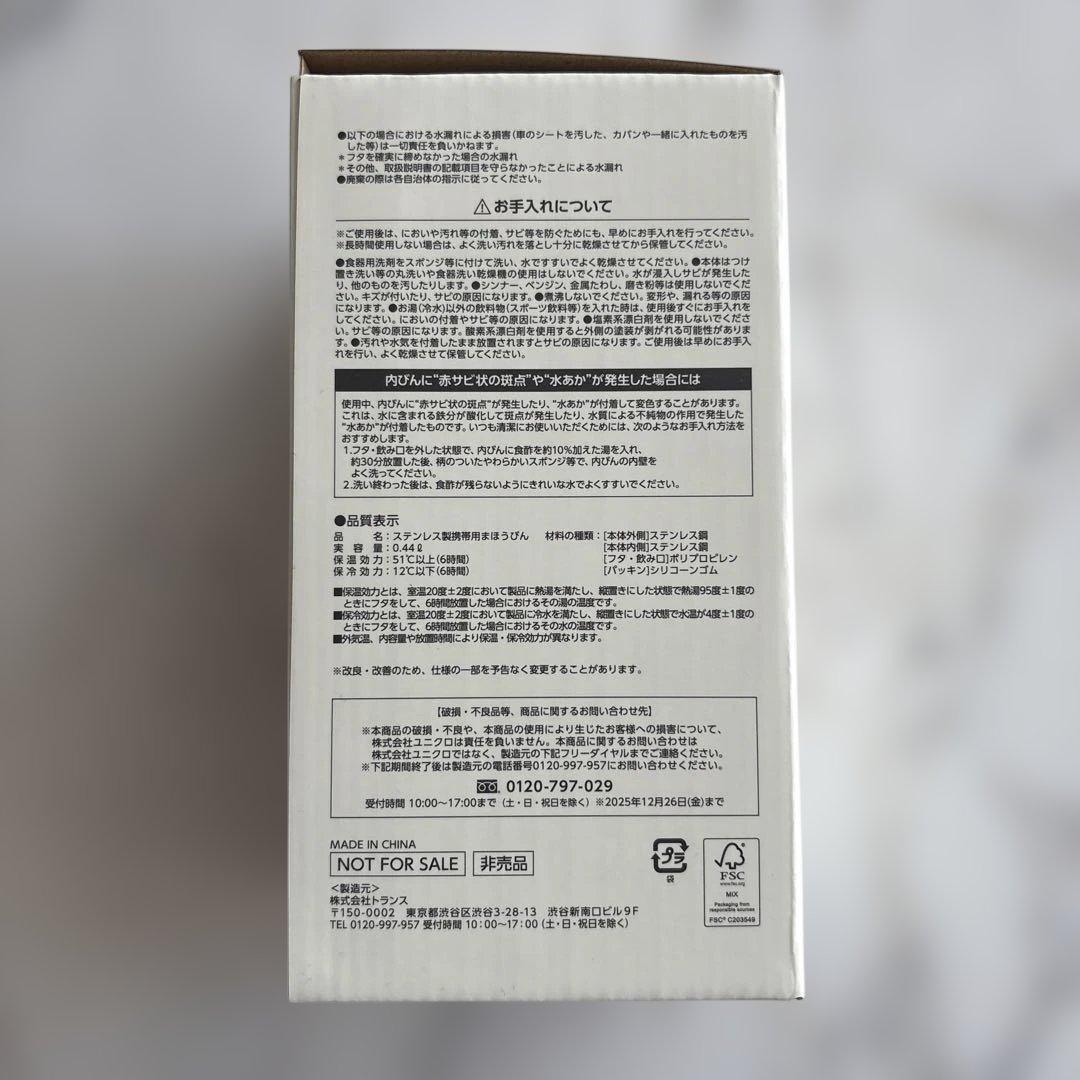 ●以下の場合における水漏れによる損害(車のシートを汚した、カバンや一緒に入れたものを汚
した等)は一切責任を負いかねます。
＊フタを確実に締めなかった場合の水漏れ
＊その他、取扱説明書の記載項目を守らなかったことによる水漏れ
●廃棄の際は各自治体の指示に従ってください。
⚠お手入れについて
※ご使用後は、においや汚れ等の付着、サビ等を防ぐためにも、早めにお手入れを行ってください。
※長時間使用しない場合は、よく洗い汚れを落とし十分に乾燥させてから保管してください。
●食器用洗剤をスポンジ等に付けて洗い、水ですすいでよく乾燥させてください。●本体はつけ
置き洗い等の丸洗いや食器洗い乾燥機の使用はしないでください。水が浸入しサビが発生した
り、他のものを汚したりします。●シンナー、ベンジン、金属たわし、磨き粉等は使用しないでくだ
さい。キズが付いたり、サビの原因になります。●煮沸しないでください。変形や、漏れる等の原因
になります。●お湯(冷水)以外の飲料物(スポーツ飲料等)を入れた時は、使用後すぐにお手入れを
してください。においの付着やサビ等の原因になります。●塩素系漂白剤を使用しないでくださ
い。サビ等の原因になります。酸素系漂白剤を使用すると外側の塗装が剥がれる可能性がありま
す。●汚れや水気を付着したまま放置されますとサビの原因になります。ご使用後は早めにお手入
れを行い、よく乾燥させて保管してください。
内びんに“赤サビ状の斑点”や“水あか”が発生した場合には
使用中、内びんに“赤サビ状の斑点”が発生したり、“水あか”が付着して変色することがあります。
これは、水に含まれる鉄分が酸化して斑点が発生したり、水質による不純物の作用で発生した
“水あか”が付着したものです。いつも清潔にお使いいただくためには、次のようなお手入れ方法を
おすすめします。
1.フタ・飲み口を外した状態で、内びんに食酢を約10%加えた湯を入れ、
約30分放置した後、柄のついたやわらかいスポンジ等で、内びんの内壁を
よく洗ってください。
2.洗い終わった後は、食酢が残らないようにきれいな水でよくすすいでください。
●品質表示
品名：ステンレス製携帯用まほうびん 材料の種類：[本体外側]ステンレス鋼
実容量：0.44ℓ [本体内側]ステンレス鋼
保温効力：51℃以上(6時間) [フタ・飲み口]ポリプロピレン
保冷効力：12℃以下(6時間) [パッキン]シリコーンゴム
■保温効力とは、室温20度±2度において製品に熱湯を満たし、縦置きにした状態で熱湯95度±1度の
ときにフタをして、6時間放置した場合におけるその湯の温度です。
■保冷効力とは、室温20度±2度において製品に冷水を満たし、縦置きにした状態で水温が4度±1度の
ときにフタをして、6時間放置した場合におけるその水の温度です。
■外気温、内容量や放置時間により保温・保冷効力が異なります。
※改良・改善のため、仕様の一部を予告なく変更することがあります。
【破損・不良品等、商品に関するお問い合わせ先】
※本商品の破損・不良や、本商品の使用により生じたお客様への損害について、
株式会社ユニクロは責任を負いません。本商品に関するお問い合わせは
株式会社ユニクロではなく、製造元の下記フリーダイヤルまでご連絡ください。
※下記期間終了後は製造元の電話番号0120-997-957にお問い合わせください。
0120-797-029
受付時間 10:00～17:00まで (土・日・祝日を除く) ※2025年12月26日(金)まで
MADE IN CHINA
NOT FOR SALE 非売品
＜製造元＞
株式会社トランス
〒150-0002 東京都渋谷区渋谷3-28-13 渋谷新南口ビル9F
TEL 0120-997-957 受付時間 10:00～17:00 (土・日・祝日を除く)
プラ
袋
FSC
www.fsc.org
MIX
Packaging from
responsible sources
FSC® C203549